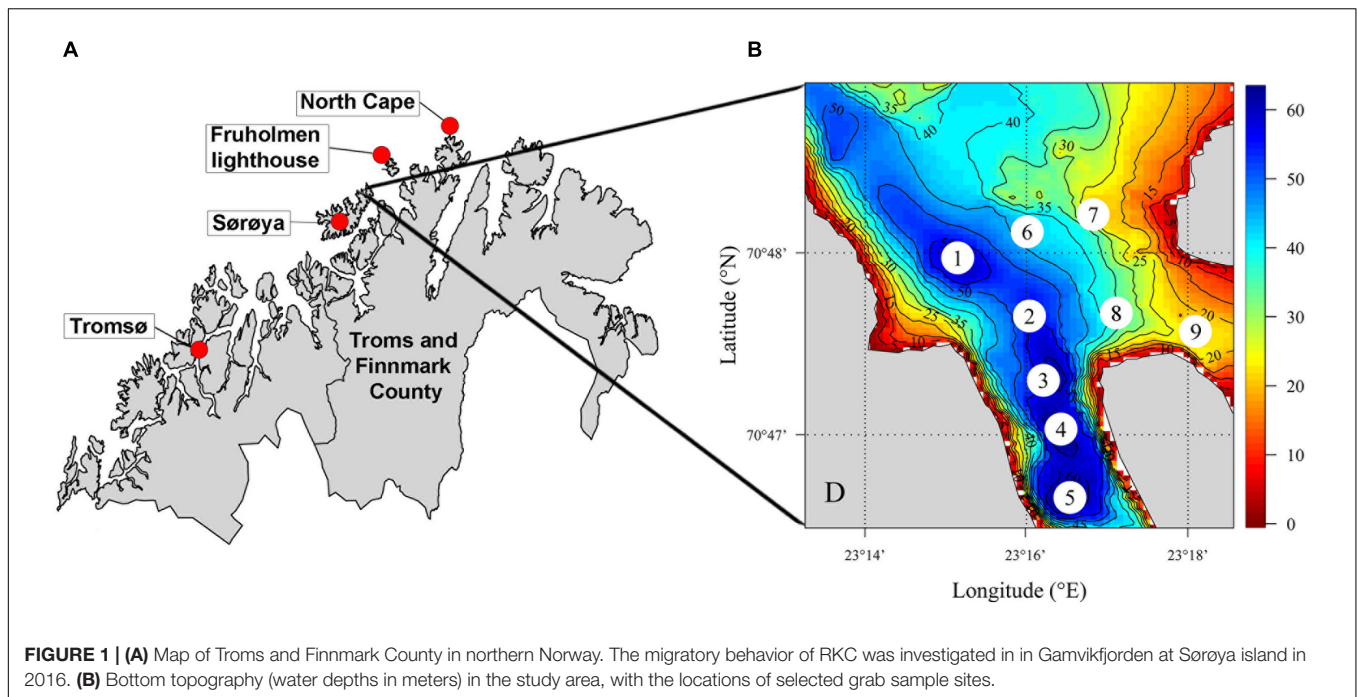 A
B
North Cape
Fruholmen
lighthouse
Sørøya
Tromsø
Troms and
Finnmark
County
Latitude (°N)
70°48'
70°47'
50
35
40
40
30
35
15
25
10
30
15
50
35
25
10
20
15
10
20
45
1
2
3
4
5
6
7
8
9
D
23°14'
23°16'
23°18'
Longitude (°E)
60
50
40
30
20
10
0
FIGURE 1 | (A) Map of Troms and Finnmark County in northern Norway. The migratory behavior of RKC was investigated in in Gamvikfjorden at Sørøya island in
2016. (B) Bottom topography (water depths in meters) in the study area, with the locations of selected grab sample sites.